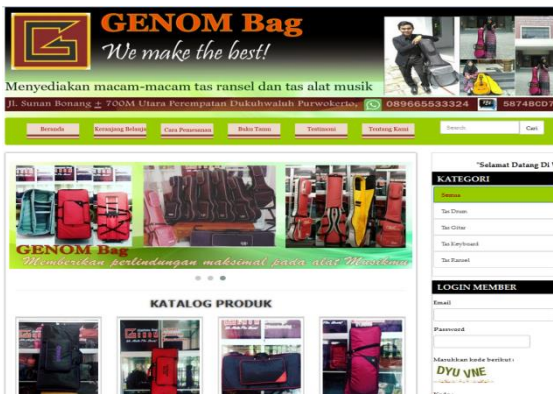 GENOM Bag
We make the best!
Menyediakan macam-macam tas ransel dan tas alat musik
Jl. Sunan Bonang + 700M Utara Perempatan Dukuhwaluh Purwokerto,
089665533324
5874BCD7
Beranda
Keranjang Belanja
Cara Pemesanan
Buku Tamu
Testimoni
Tentang Kami
Search
Cari
GENOM Bag
Memberikan perlindungan maksimal pada alat Musikmu
KATALOG PRODUK
"Selamat Datang Di
KATEGORI
Semua
Tas Drum
Tas Gitar
Tas Keyboard
Tas Ransel
LOGIN MEMBER
Email
Password
Masukkan kode berikut :
DYU VNE